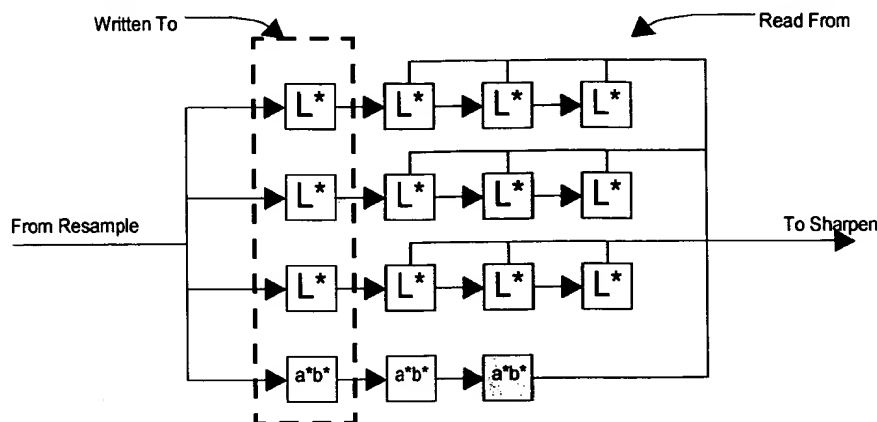 Written To
Read From
L* L* L* L*
L* L* L* L*
From Resample
To Sharpen
L* L* L* L*
a*b* a*b* a*b*